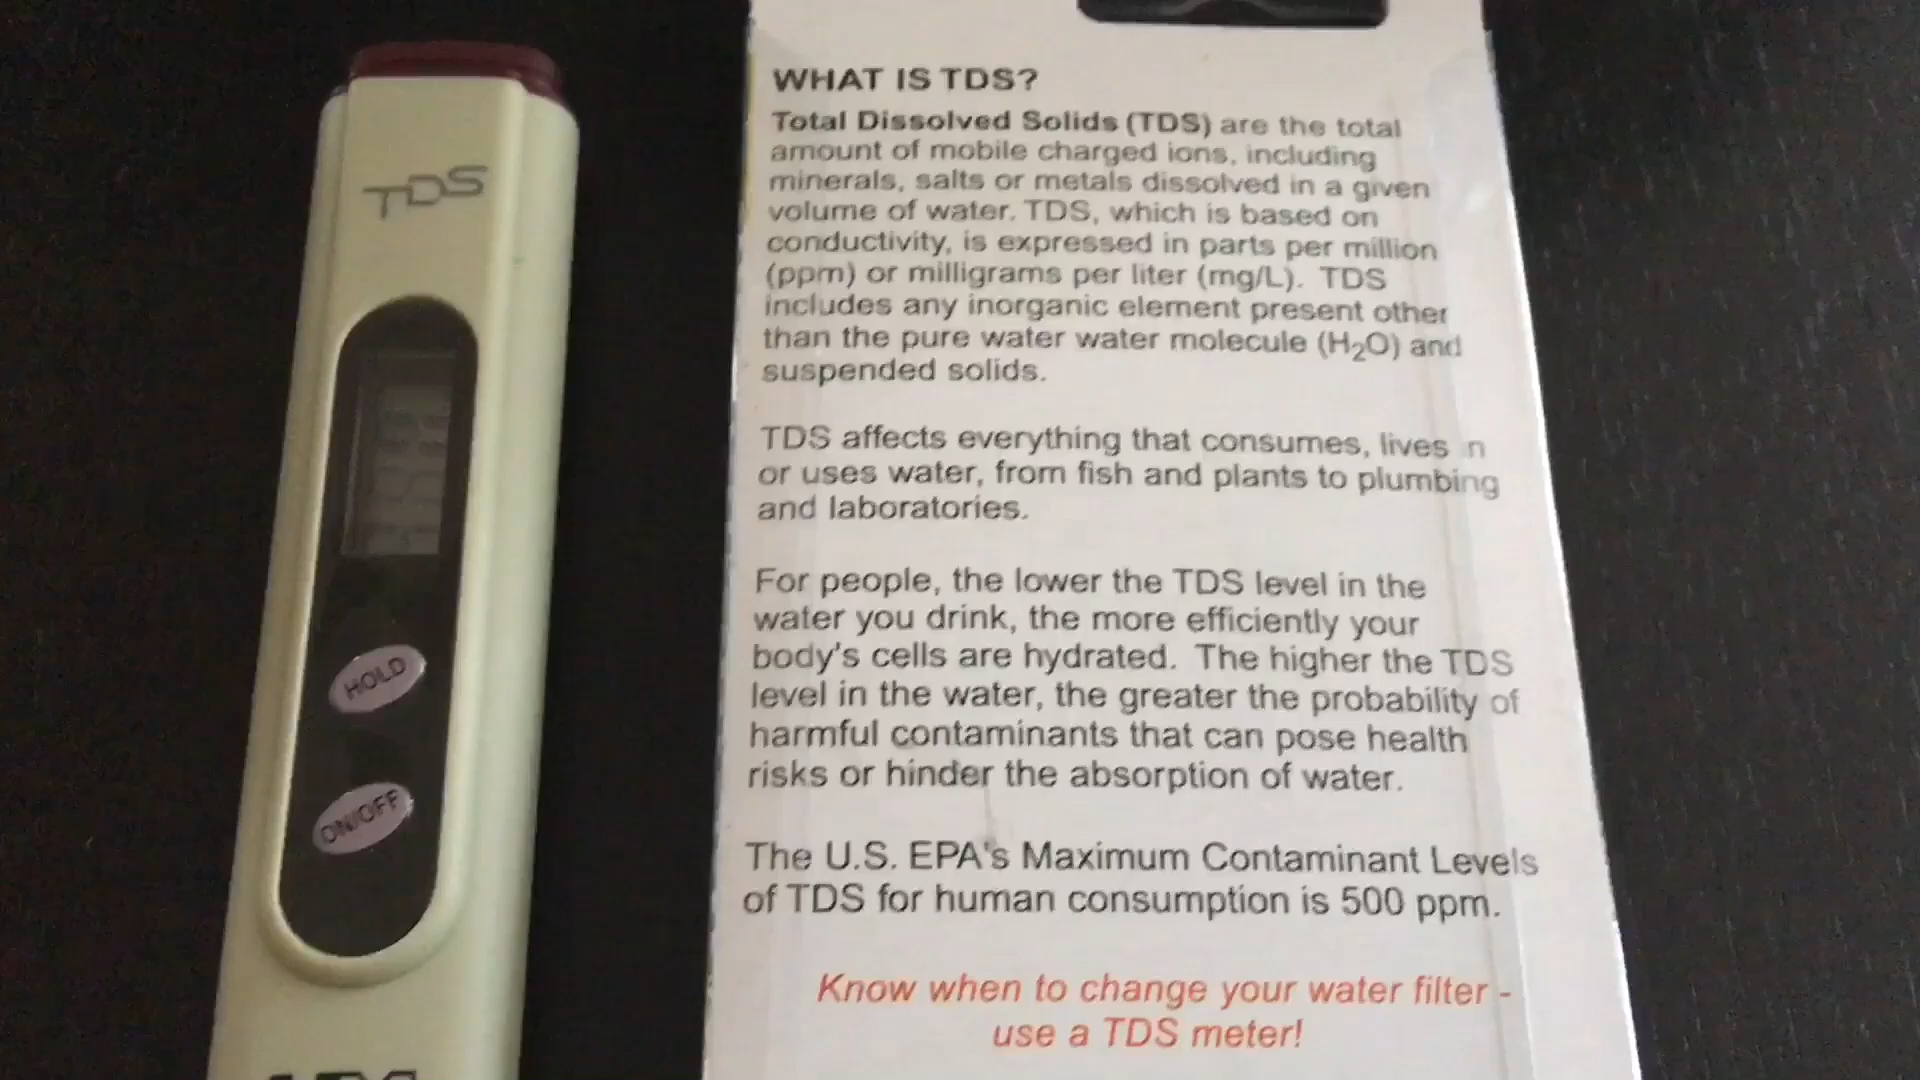 TDS
HOLD
ON/OFF
WHAT IS TDS?
Total Dissolved Solids (TDS) are the total
amount of mobile charged ions, including
minerals, salts or metals dissolved in a given
volume of water. TDS, which is based on
conductivity, is expressed in parts per million
(ppm) or milligrams per liter (mg/L). TDS
includes any inorganic element present other
than the pure water water molecule (H₂O) and
suspended solids.
TDS affects everything that consumes, lives in
or uses water, from fish and plants to plumbing
and laboratories.
For people, the lower the TDS level in the
water you drink, the more efficiently your
body's cells are hydrated. The higher the TDS
level in the water, the greater the probability of
harmful contaminants that can pose health
risks or hinder the absorption of water.
The U.S. EPA's Maximum Contaminant Levels
of TDS for human consumption is 500 ppm.
Know when to change your water filter -
use a TDS meter!